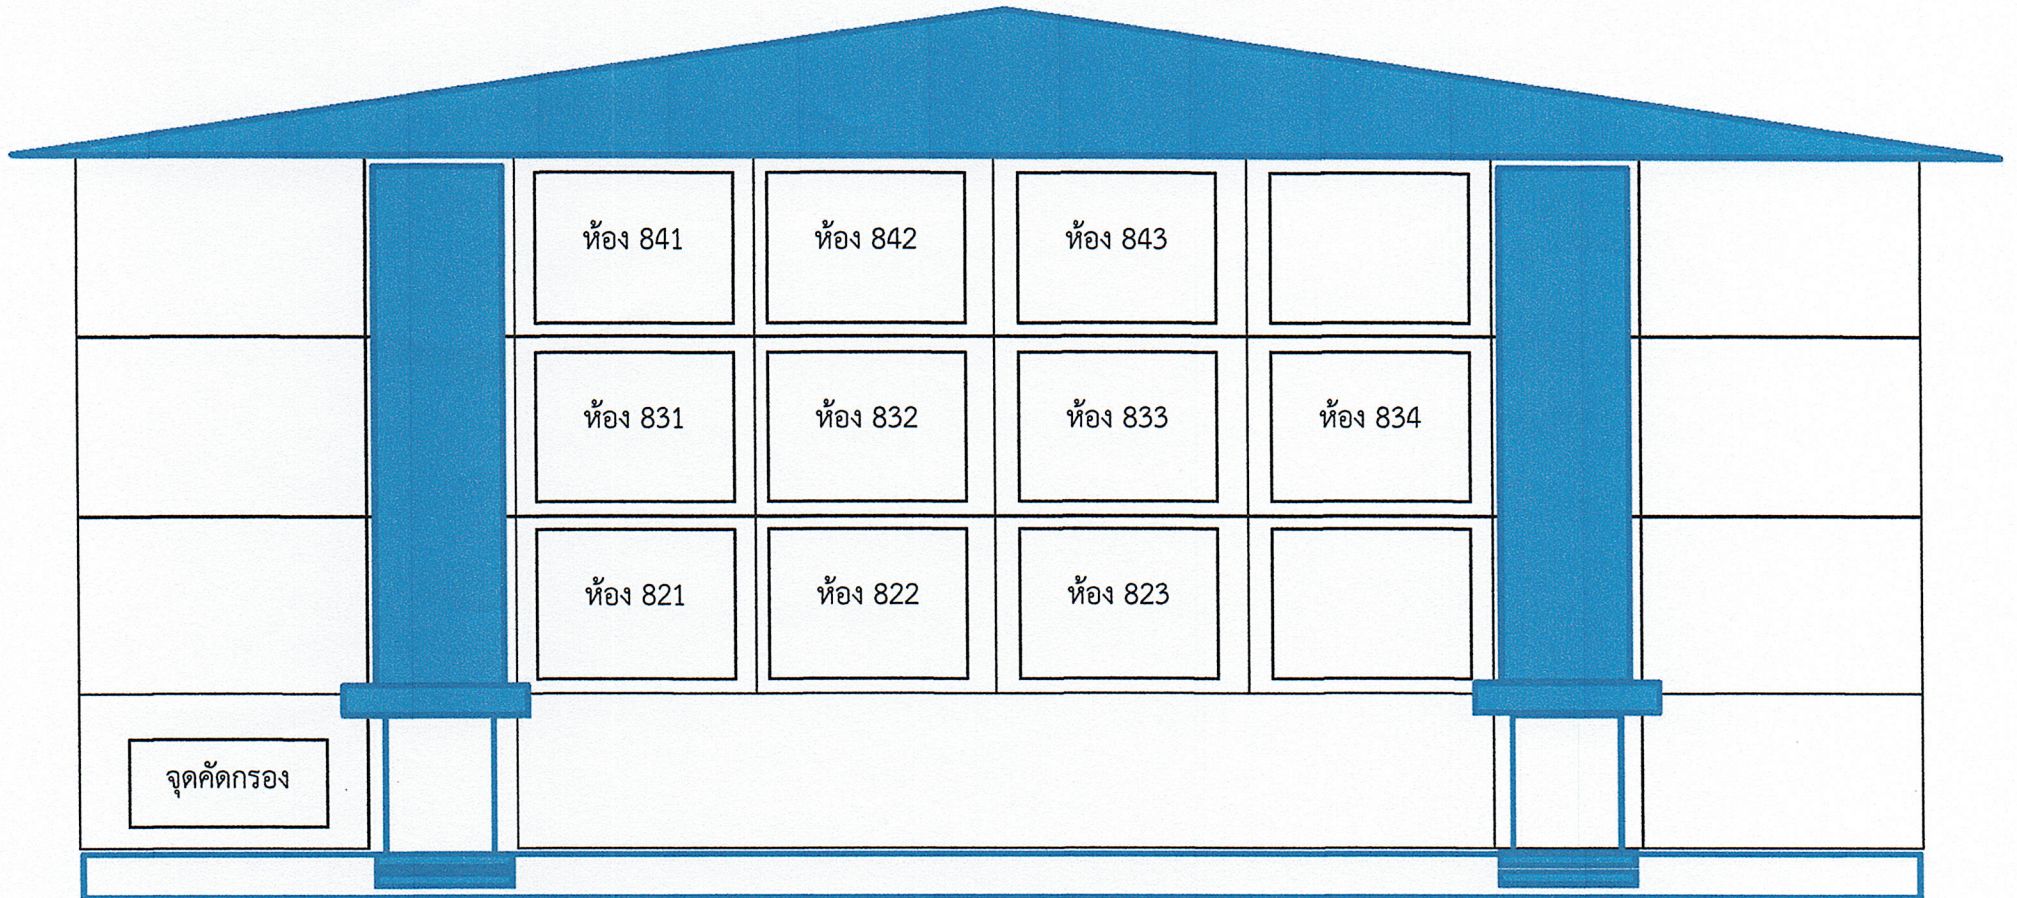 ห้อง 841
ห้อง 842
ห้อง 843
ห้อง 831
ห้อง 832
ห้อง 833
ห้อง 834
ห้อง 821
ห้อง 822
ห้อง 823
จุดคัดกรอง